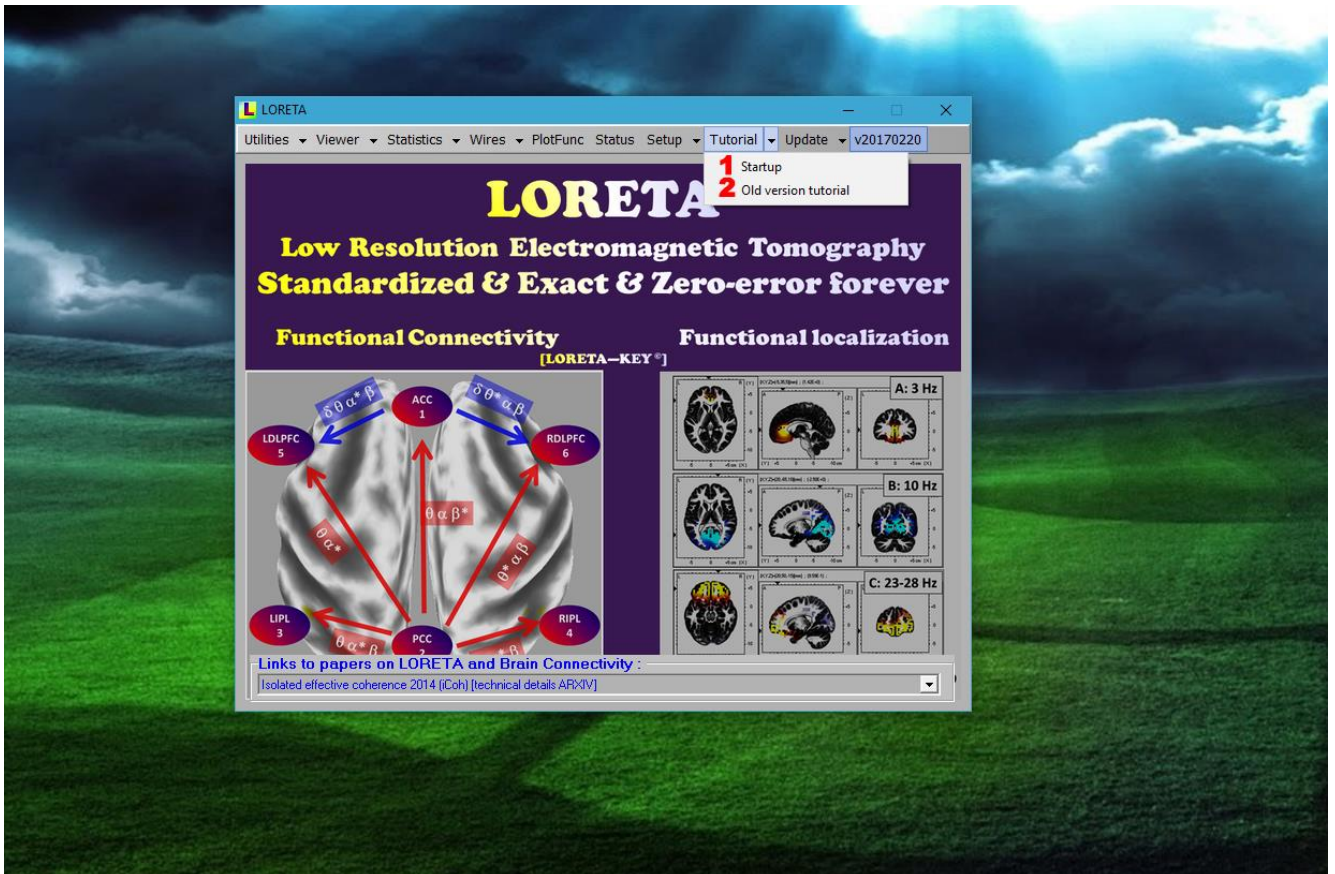 LORETA
Utilities Viewer Statistics Wires PlotFunc Status Setup Tutorial Update v20170220
1 Startup
2 Old version tutorial
LORETA
Low Resolution Electromagnetic Tomography
Standardized & Exact & Zero-error forever
Functional Connectivity
Functional localization
[LORETA—KEY©]
δ θ α* β
ACC
1
δ θ* α β
LDLPFC
5
RDLPFC
6
θ α β*
θ α*
θ* α β
LIPL
3
RIPL
4
θ α* β
PCC
A: 3 Hz
B: 10 Hz
C: 23-28 Hz
Links to papers on LORETA and Brain Connectivity :
Isolated effective coherence 2014 (iCoh) [technical details ARXIV]